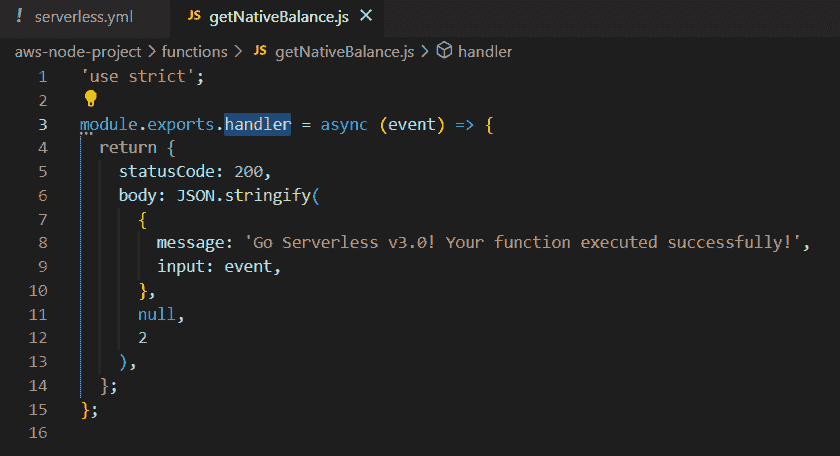 ! serverless.yml JS getNativeBalance.js ×
aws-node-project > functions > JS getNativeBalance.js > handler
1 'use strict';
2
3 module.exports.handler = async (event) => {
4 return {
5 statusCode: 200,
6 body: JSON.stringify(
7 {
8 message: 'Go Serverless v3.0! Your function executed successfully!',
9 input: event,
10 },
11 null,
12 2
13 ),
14 };
15 };
16